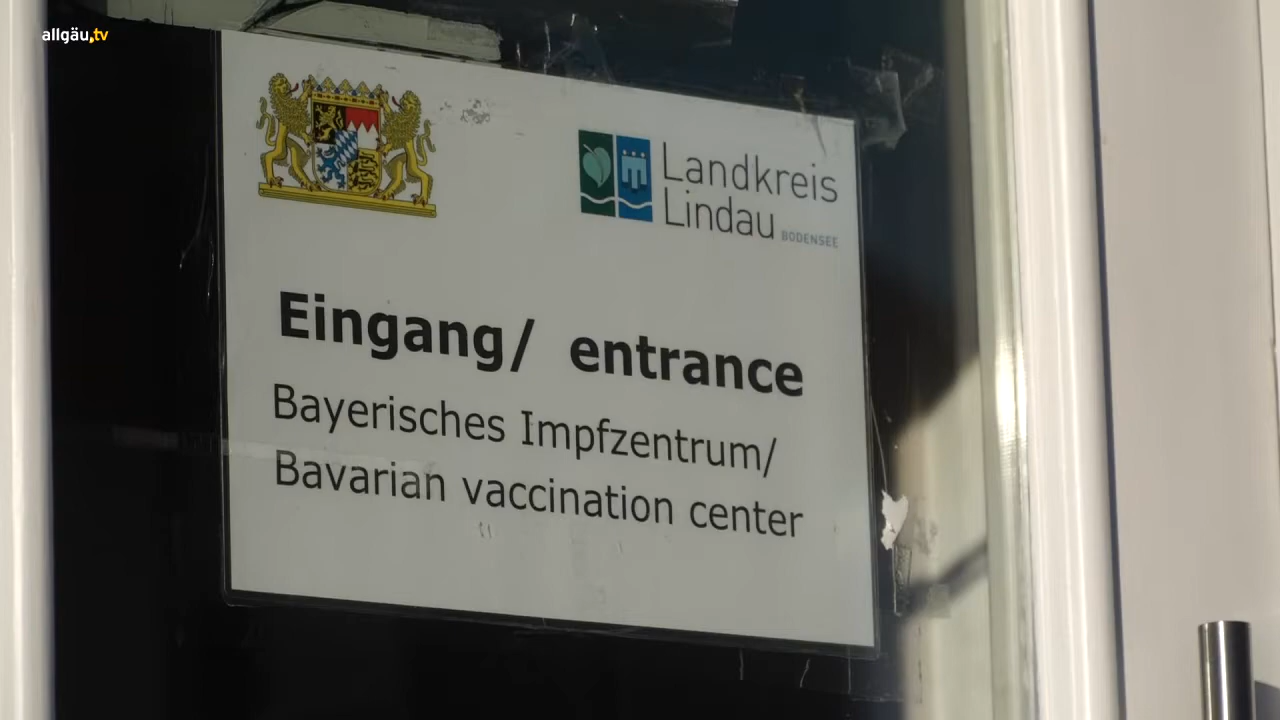 allgäu.tv
Landkreis
Lindau BODENSEE
Eingang/ entrance
Bayerisches Impfzentrum/
Bavarian vaccination center